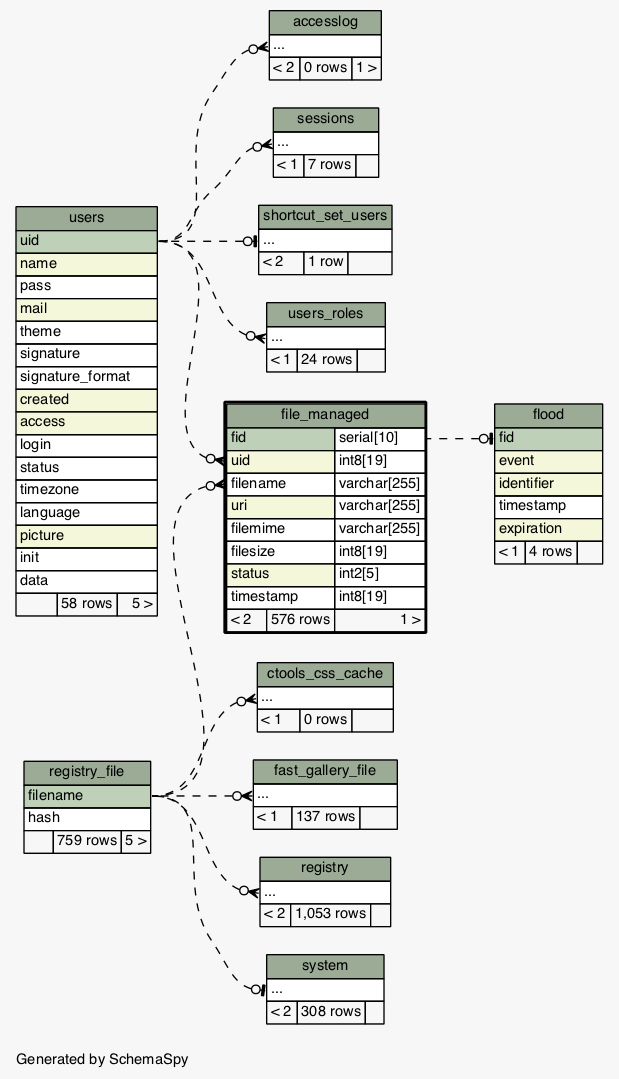 accesslog
...
< 2 0 rows 1 >
sessions
...
< 1 7 rows
shortcut_set_users
...
< 2 1 row
users_roles
...
< 1 24 rows
users
uid
name
pass
mail
theme
signature
signature_format
created
access
login
status
timezone
language
picture
init
data
58 rows 5 >
file_managed
fid serial[10]
uid int8[19]
filename varchar[255]
uri varchar[255]
filemime varchar[255]
filesize int8[19]
status int2[5]
timestamp int8[19]
< 2 576 rows 1 >
flood
fid
event
identifier
timestamp
expiration
< 1 4 rows
ctools_css_cache
...
< 1 0 rows
registry_file
filename
hash
759 rows 5 >
fast_gallery_file
...
< 1 137 rows
registry
...
< 2 1,053 rows
system
...
< 2 308 rows
Generated by SchemaSpy